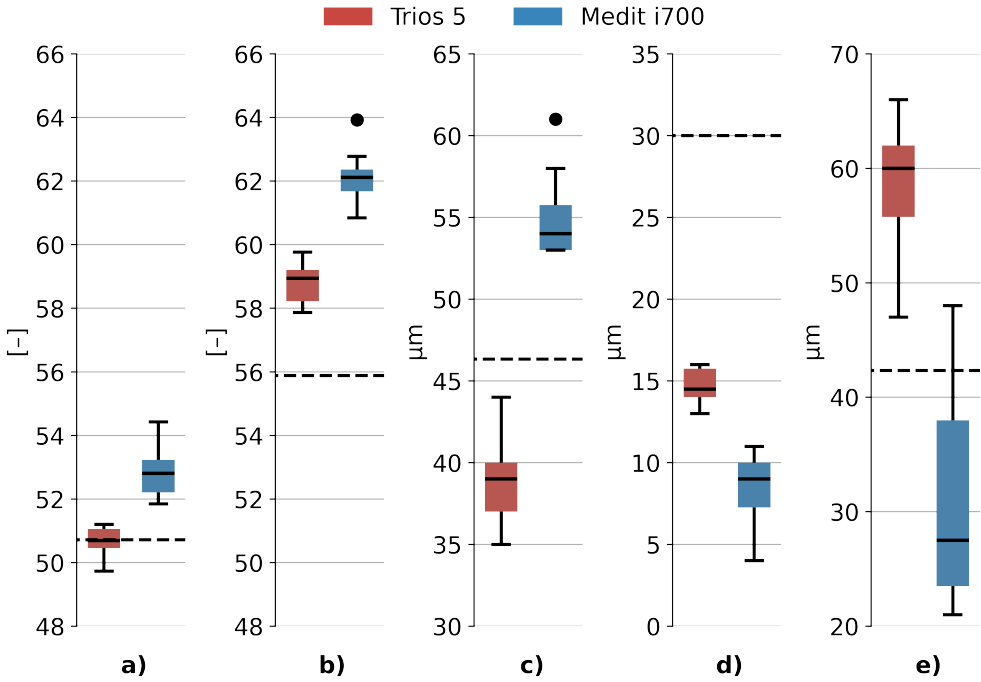 Trios 5 Medit i700
66 66 65 35 70
64 64
62 62 60 30
60 60 60
58 58 55 25
56 56 50 20 50
[–] [–] µm µm µm
54 54 45 15
52 52 40 10 40
50 50 35 5 30
48 48 30 0 20
a) b) c) d) e)